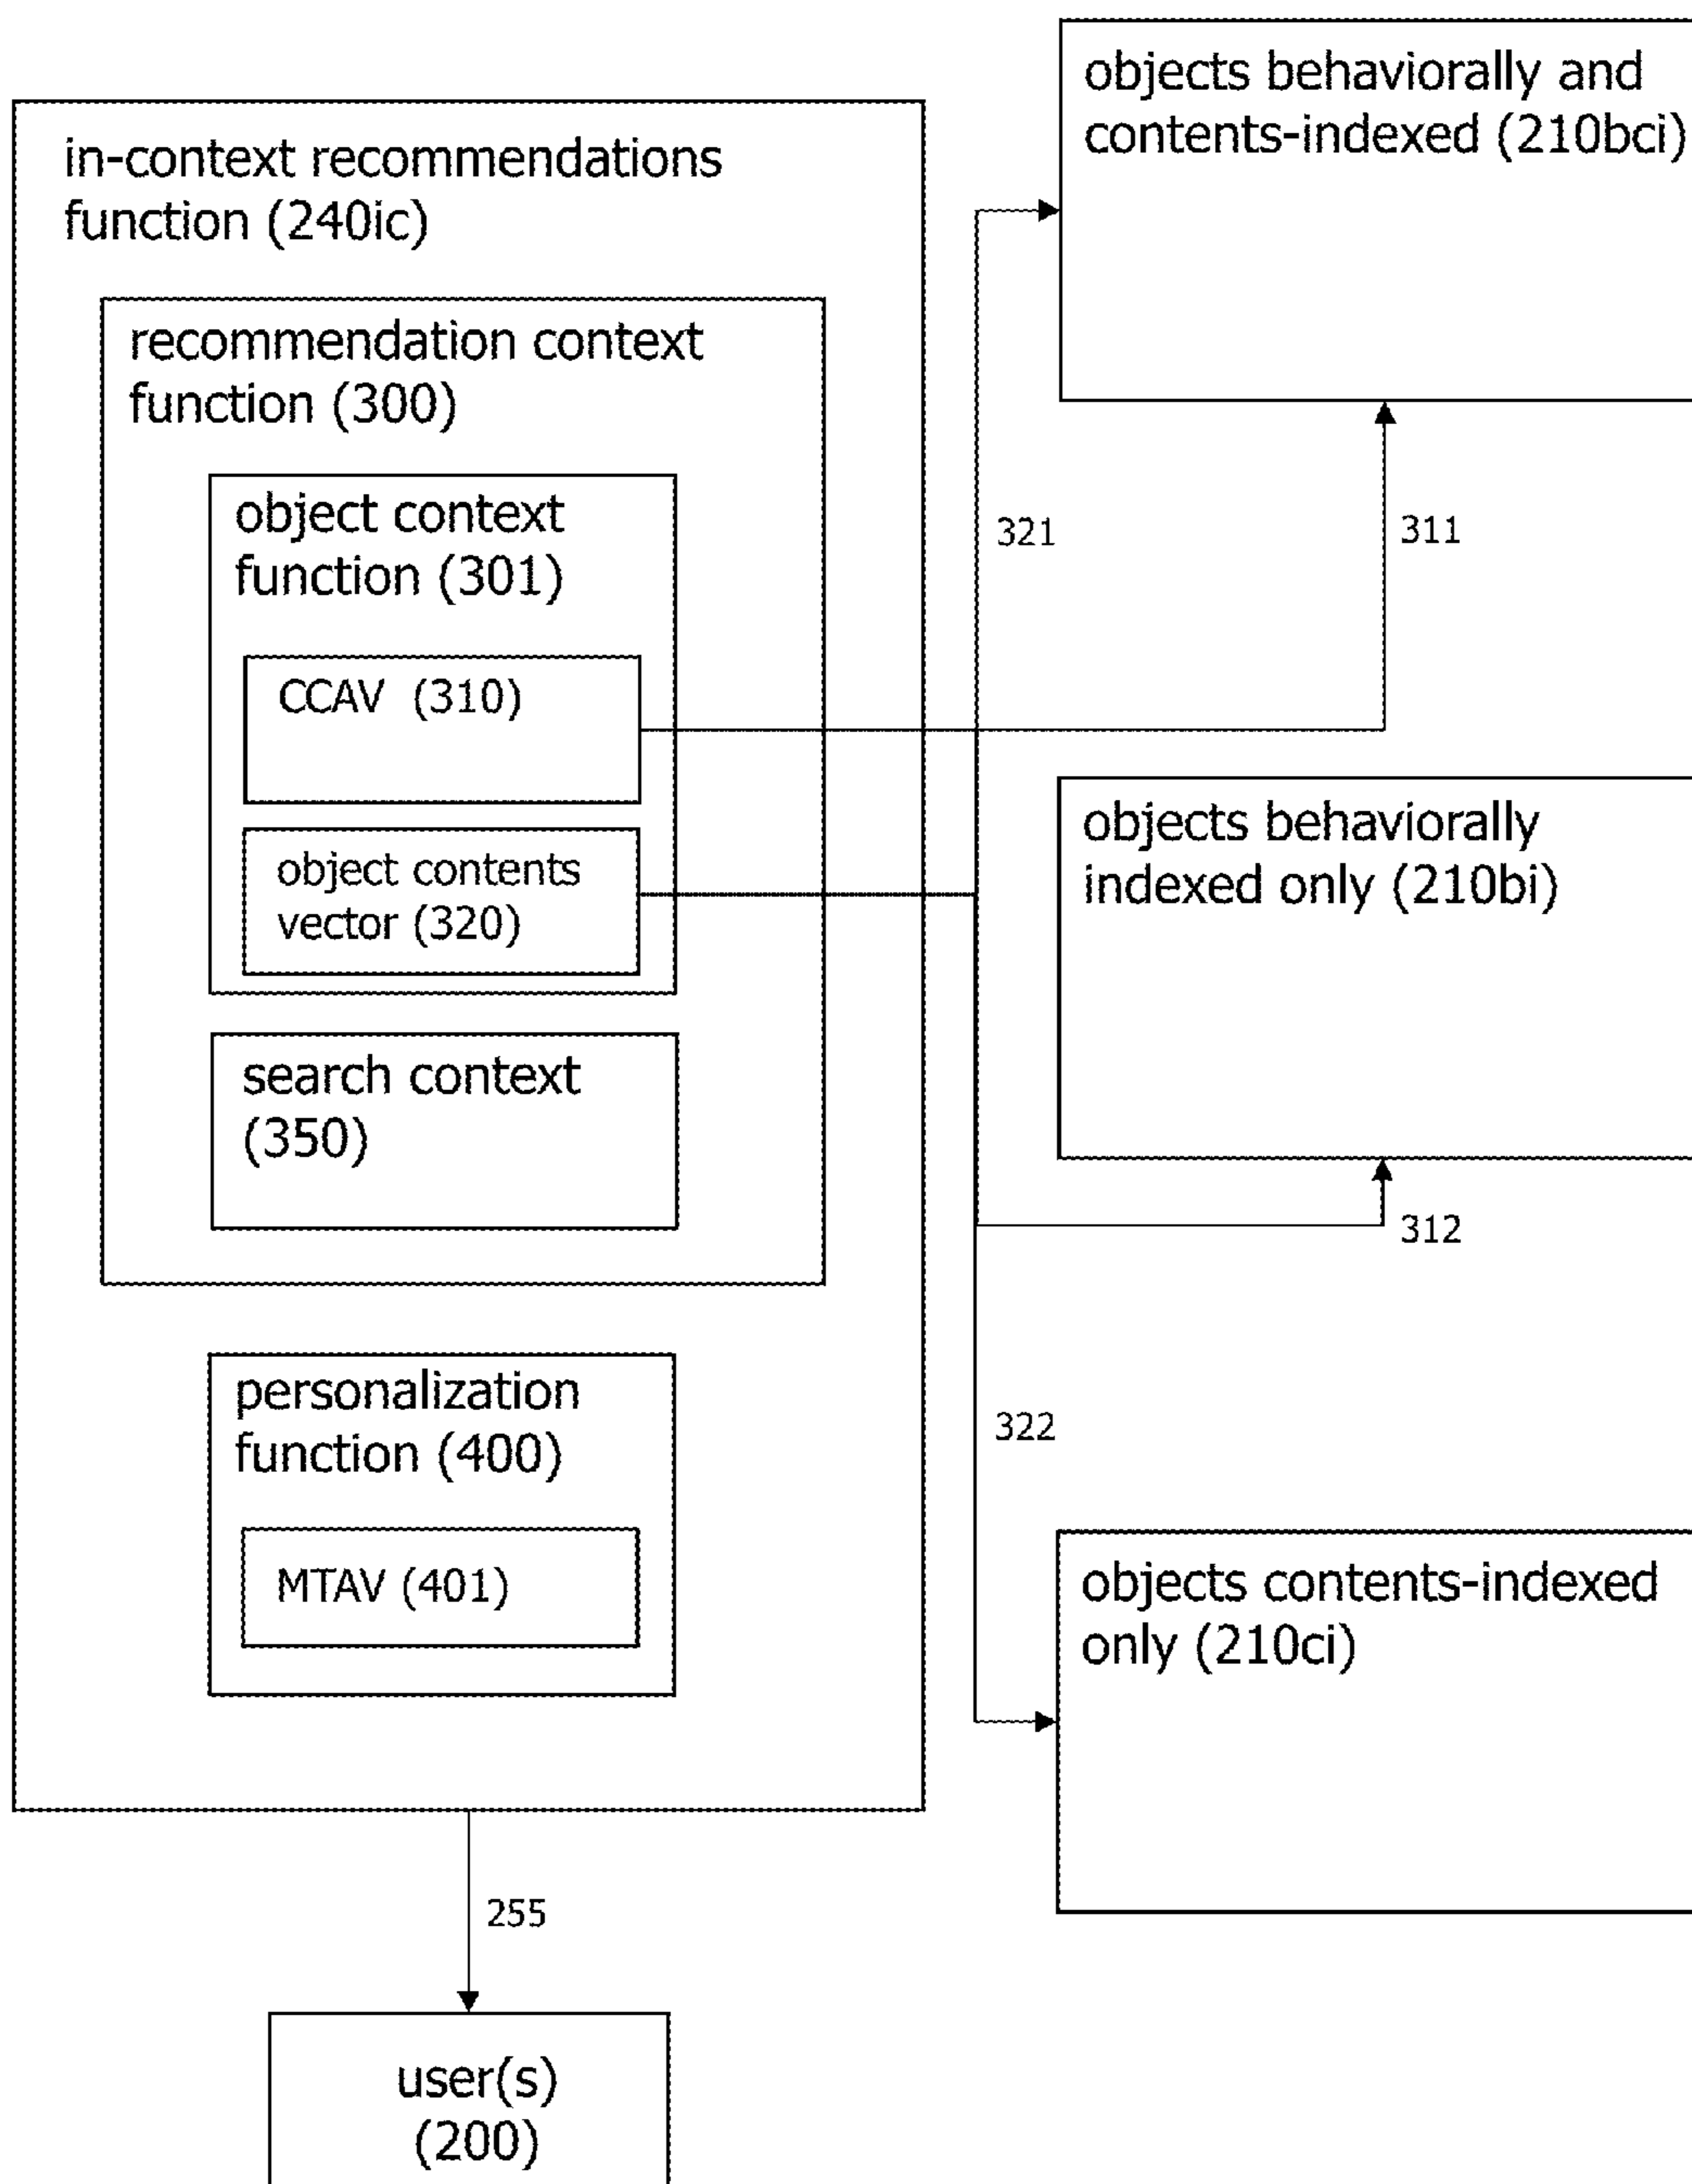 in-context recommendations
function (240ic)
recommendation context
function (300)
object context
function (301)
CCAV (310)
object contents
vector (320)
search context
(350)
personalization
function (400)
MTAV (401)
255
user(s)
(200)
objects behaviorally and
contents-indexed (210bci)
321
311
objects behaviorally
indexed only (210bi)
312
322
objects contents-indexed
only (210ci)